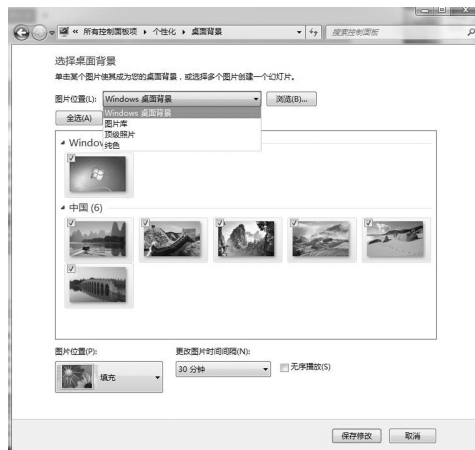 « 所有控制面板项 ▸ 个性化 ▸ 桌面背景
搜索控制面板
选择桌面背景
单击某个图片使其成为您的桌面背景，或选择多个图片创建一个幻灯片。
图片位置(L): Windows 桌面背景 浏览(B)...
Windows 桌面背景
全选(A)
图片库
顶级照片
纯色
Windo
中国 (6)
图片位置(P):
更改图片时间间隔(N):
填充
30 分钟
无序播放(S)
保存修改
取消